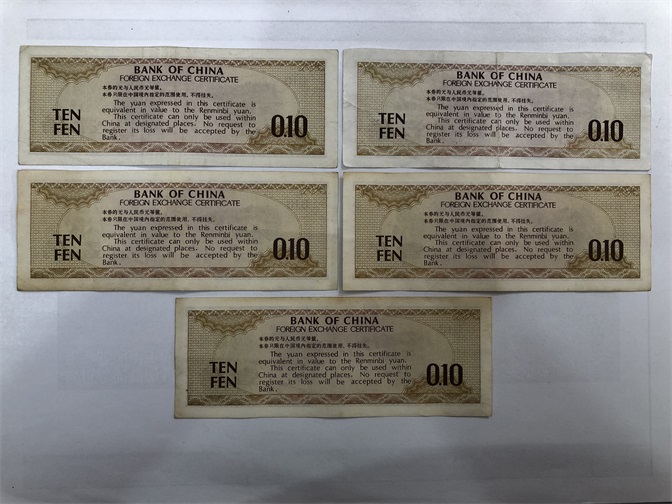 BANK OF CHINA
FOREIGN EXCHANGE CERTIFICATE
本券的元与人民币元等值。
本券只限在中国境内指定的范围使用，不得挂失。
The yuan expressed in this certificate is
equivalent in value to the Renminbi yuan.
This certificate can only be used within
China at designated places. No request to
register its loss will be accepted by the
Bank.
TEN
FEN
0.10
BANK OF CHINA
FOREIGN EXCHANGE CERTIFICATE
本券的元与人民币元等值。
本券只限在中国境内指定的范围使用，不得挂失。
The yuan expressed in this certificate is
equivalent in value to the Renminbi yuan.
This certificate can only be used within
China at designated places. No request to
register its loss will be accepted by the
Bank.
TEN
FEN
0.10
BANK OF CHINA
FOREIGN EXCHANGE CERTIFICATE
本券的元与人民币元等值。
本券只限在中国境内指定的范围使用，不得挂失。
The yuan expressed in this certificate is
equivalent in value to the Renminbi yuan.
This certificate can only be used within
China at designated places. No request to
register its loss will be accepted by the
Bank.
TEN
FEN
0.10
BANK OF CHINA
FOREIGN EXCHANGE CERTIFICATE
本券的元与人民币元等值。
本券只限在中国境内指定的范围使用，不得挂失。
The yuan expressed in this certificate is
equivalent in value to the Renminbi yuan.
This certificate can only be used within
China at designated places. No request to
register its loss will be accepted by the
Bank.
TEN
FEN
0.10
BANK OF CHINA
FOREIGN EXCHANGE CERTIFICATE
本券的元与人民币元等值。
本券只限在中国境内指定的范围使用，不得挂失。
The yuan expressed in this certificate is
equivalent in value to the Renminbi yuan.
This certificate can only be used within
China at designated places. No request to
register its loss will be accepted by the
Bank.
TEN
FEN
0.10